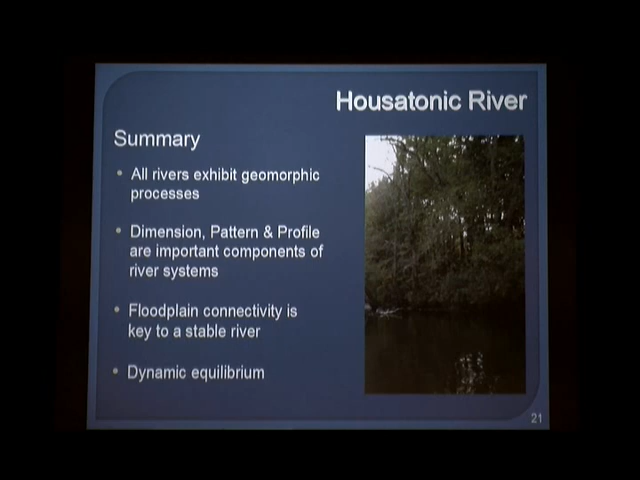 Housatonic River
Summary
• All rivers exhibit geomorphic
processes
• Dimension, Pattern & Profile
are important components of
river systems
• Floodplain connectivity is
key to a stable river
• Dynamic equilibrium
21